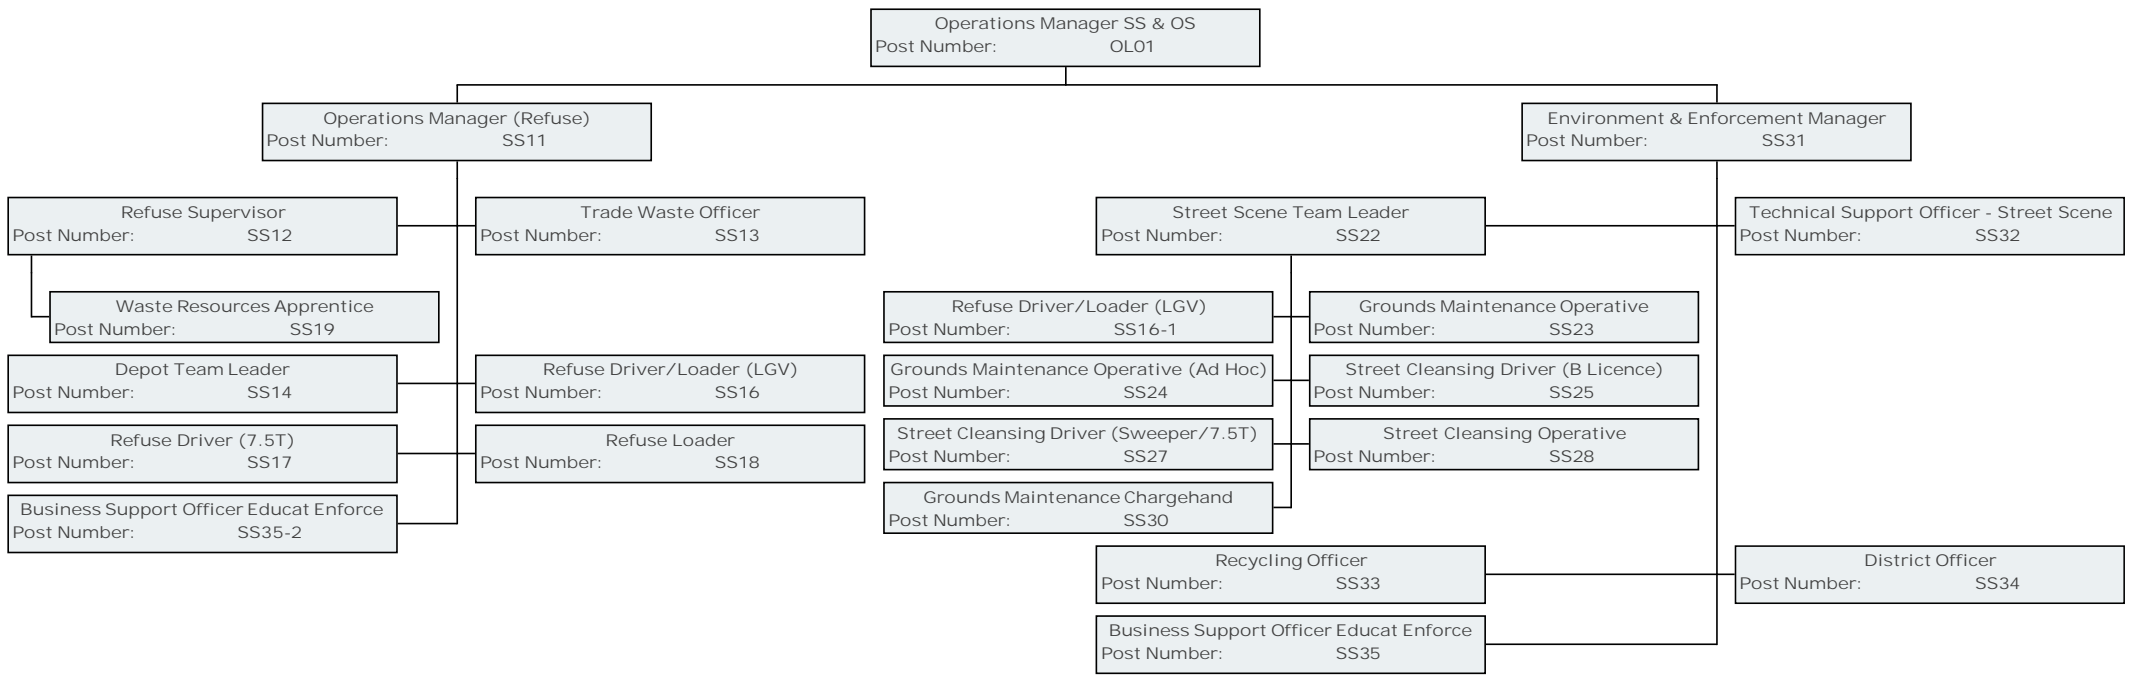 Operations Manager SS & OS
Post Number: OL01
Operations Manager (Refuse)
Post Number: SS11
Environment & Enforcement Manager
Post Number: SS31
Refuse Supervisor
Post Number: SS12
Trade Waste Officer
Post Number: SS13
Street Scene Team Leader
Post Number: SS22
Technical Support Officer - Street Scene
Post Number: SS32
Waste Resources Apprentice
Post Number: SS19
Refuse Driver/Loader (LGV)
Post Number: SS16-1
Grounds Maintenance Operative
Post Number: SS23
Depot Team Leader
Post Number: SS14
Refuse Driver/Loader (LGV)
Post Number: SS16
Grounds Maintenance Operative (Ad Hoc)
Post Number: SS24
Street Cleansing Driver (B Licence)
Post Number: SS25
Refuse Driver (7.5T)
Post Number: SS17
Refuse Loader
Post Number: SS18
Street Cleansing Driver (Sweeper/7.5T)
Post Number: SS27
Street Cleansing Operative
Post Number: SS28
Business Support Officer Educat Enforce
Post Number: SS35-2
Grounds Maintenance Chargehand
Post Number: SS30
Recycling Officer
Post Number: SS33
District Officer
Post Number: SS34
Business Support Officer Educat Enforce
Post Number: SS35